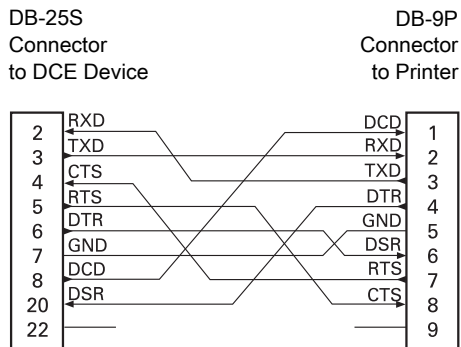 DB-25S
Connector
to DCE Device
DB-9P
Connector
to Printer
2 RXD DCD 1
3 TXD RXD 2
4 CTS TXD 3
5 RTS DTR 4
6 DTR GND 5
7 GND DSR 6
8 DCD RTS 7
20 DSR CTS 8
22 9